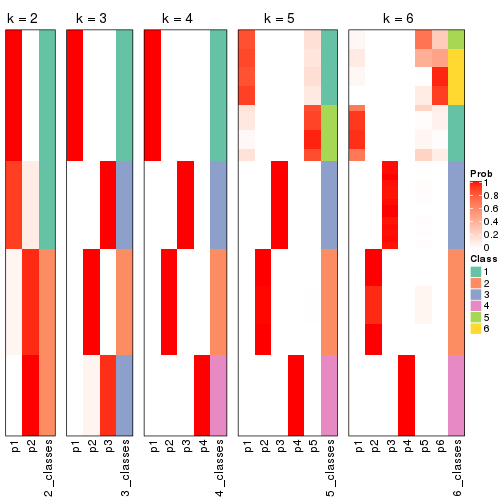 k = 2
k = 3
k = 4
k = 5
k = 6
Prob
1
0.8
0.6
0.4
0.2
0
Class
1
2
3
4
5
6
p1
p2
2_classes
p1
p2
p3
3_classes
p1
p2
p3
p4
4_classes
p1
p2
p3
p4
p5
5_classes
p1
p2
p3
p4
p5
p6
6_classes